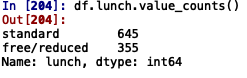 In [204]: df.lunch.value_counts()
Out[204]:
standard        645
free/reduced    355
Name: lunch, dtype: int64